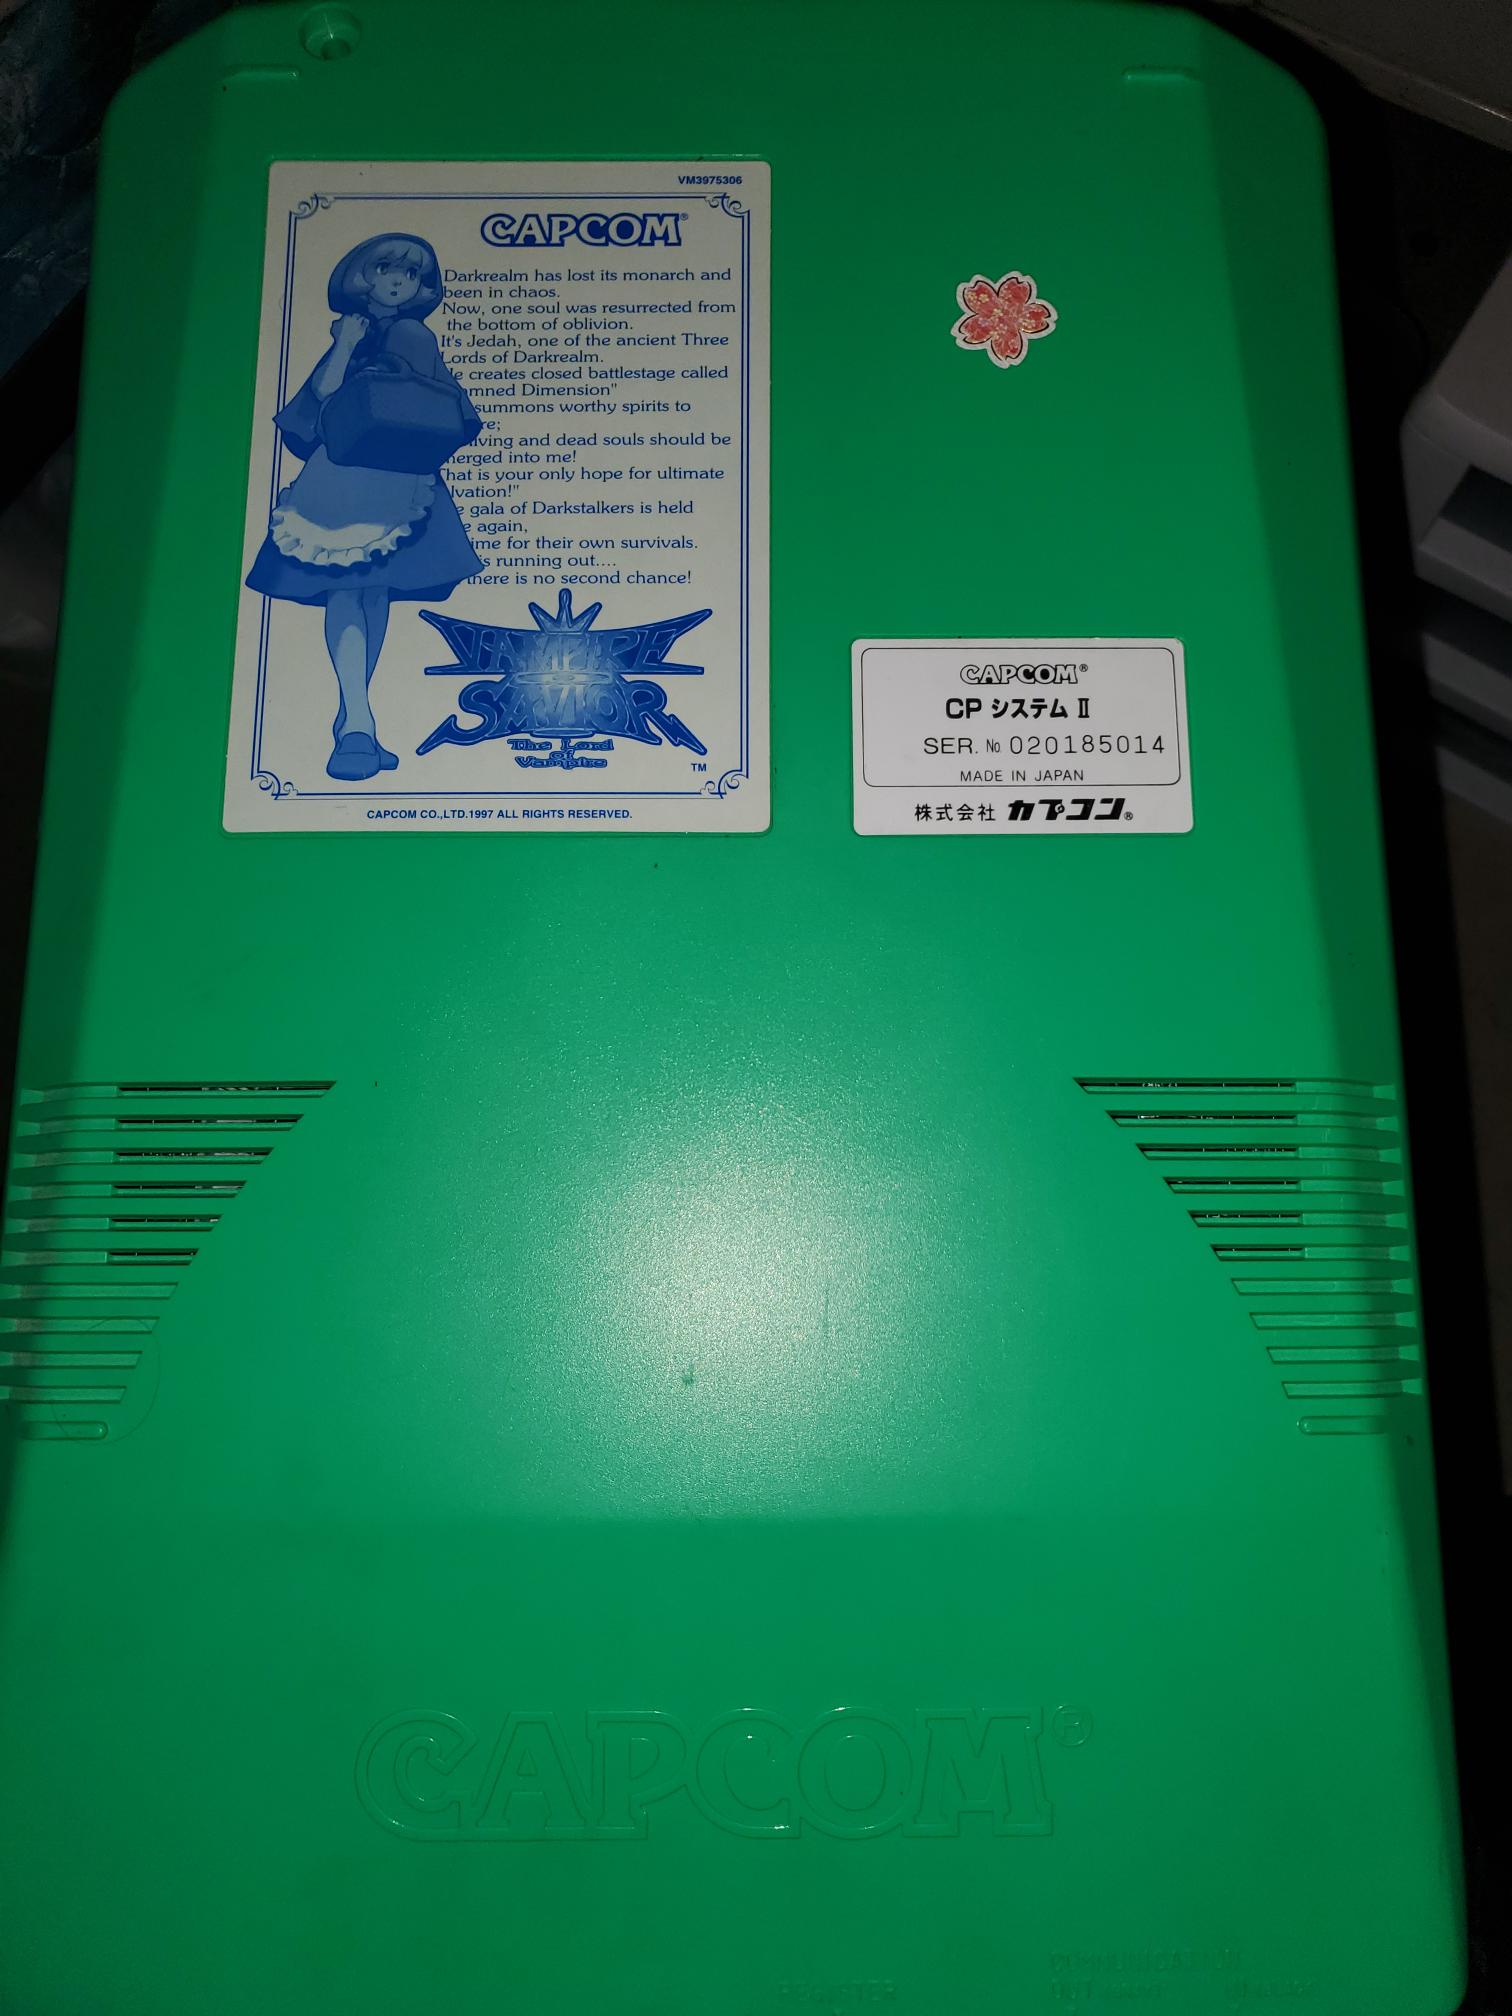 VM3975306
CAPCOM®
Darkrealm has lost its monarch and
been in chaos.
Now, one soul was resurrected from
the bottom of oblivion.
It's Jedah, one of the ancient Three
Lords of Darkrealm.
He creates closed battlestage called
Dimension"
summons worthy spirits to
living and dead souls should be
merged into me!
That is your only hope for ultimate
gala of Darkstalkers is held
again,
for their own survivals.
is running out....
there is no second chance!
VAMPIRE
SAVIOR
The Lord
of
Vampire
TM
CAPCOM CO.,LTD.1997 ALL RIGHTS RESERVED.
CAPCOM®
CP システム II
SER. No 020185014
MADE IN JAPAN
株式会社 カプコン®
CAPCOM®
COMMUNICATION
REGISTER OUT